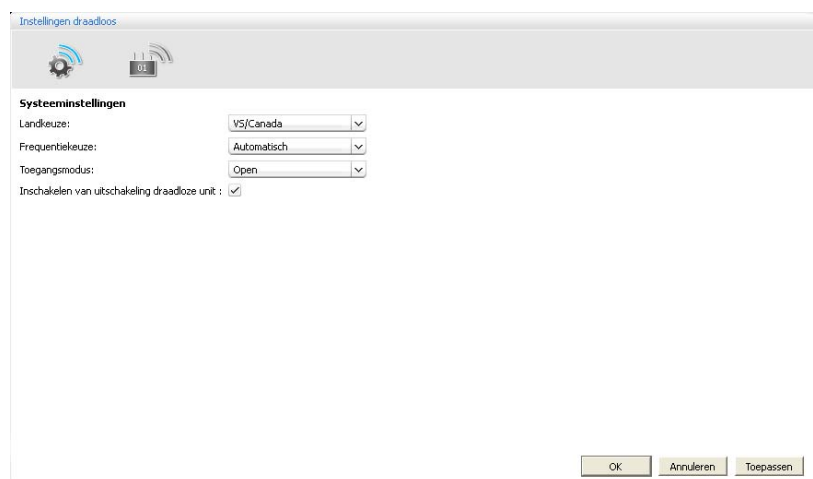 Instellingen draadloos
01
Systeeminstellingen
Landkeuze: VS/Canada
Frequentiekeuze: Automatisch
Toegangsmodus: Open
Inschakelen van uitschakeling draadloze unit :
OK Annuleren Toepassen